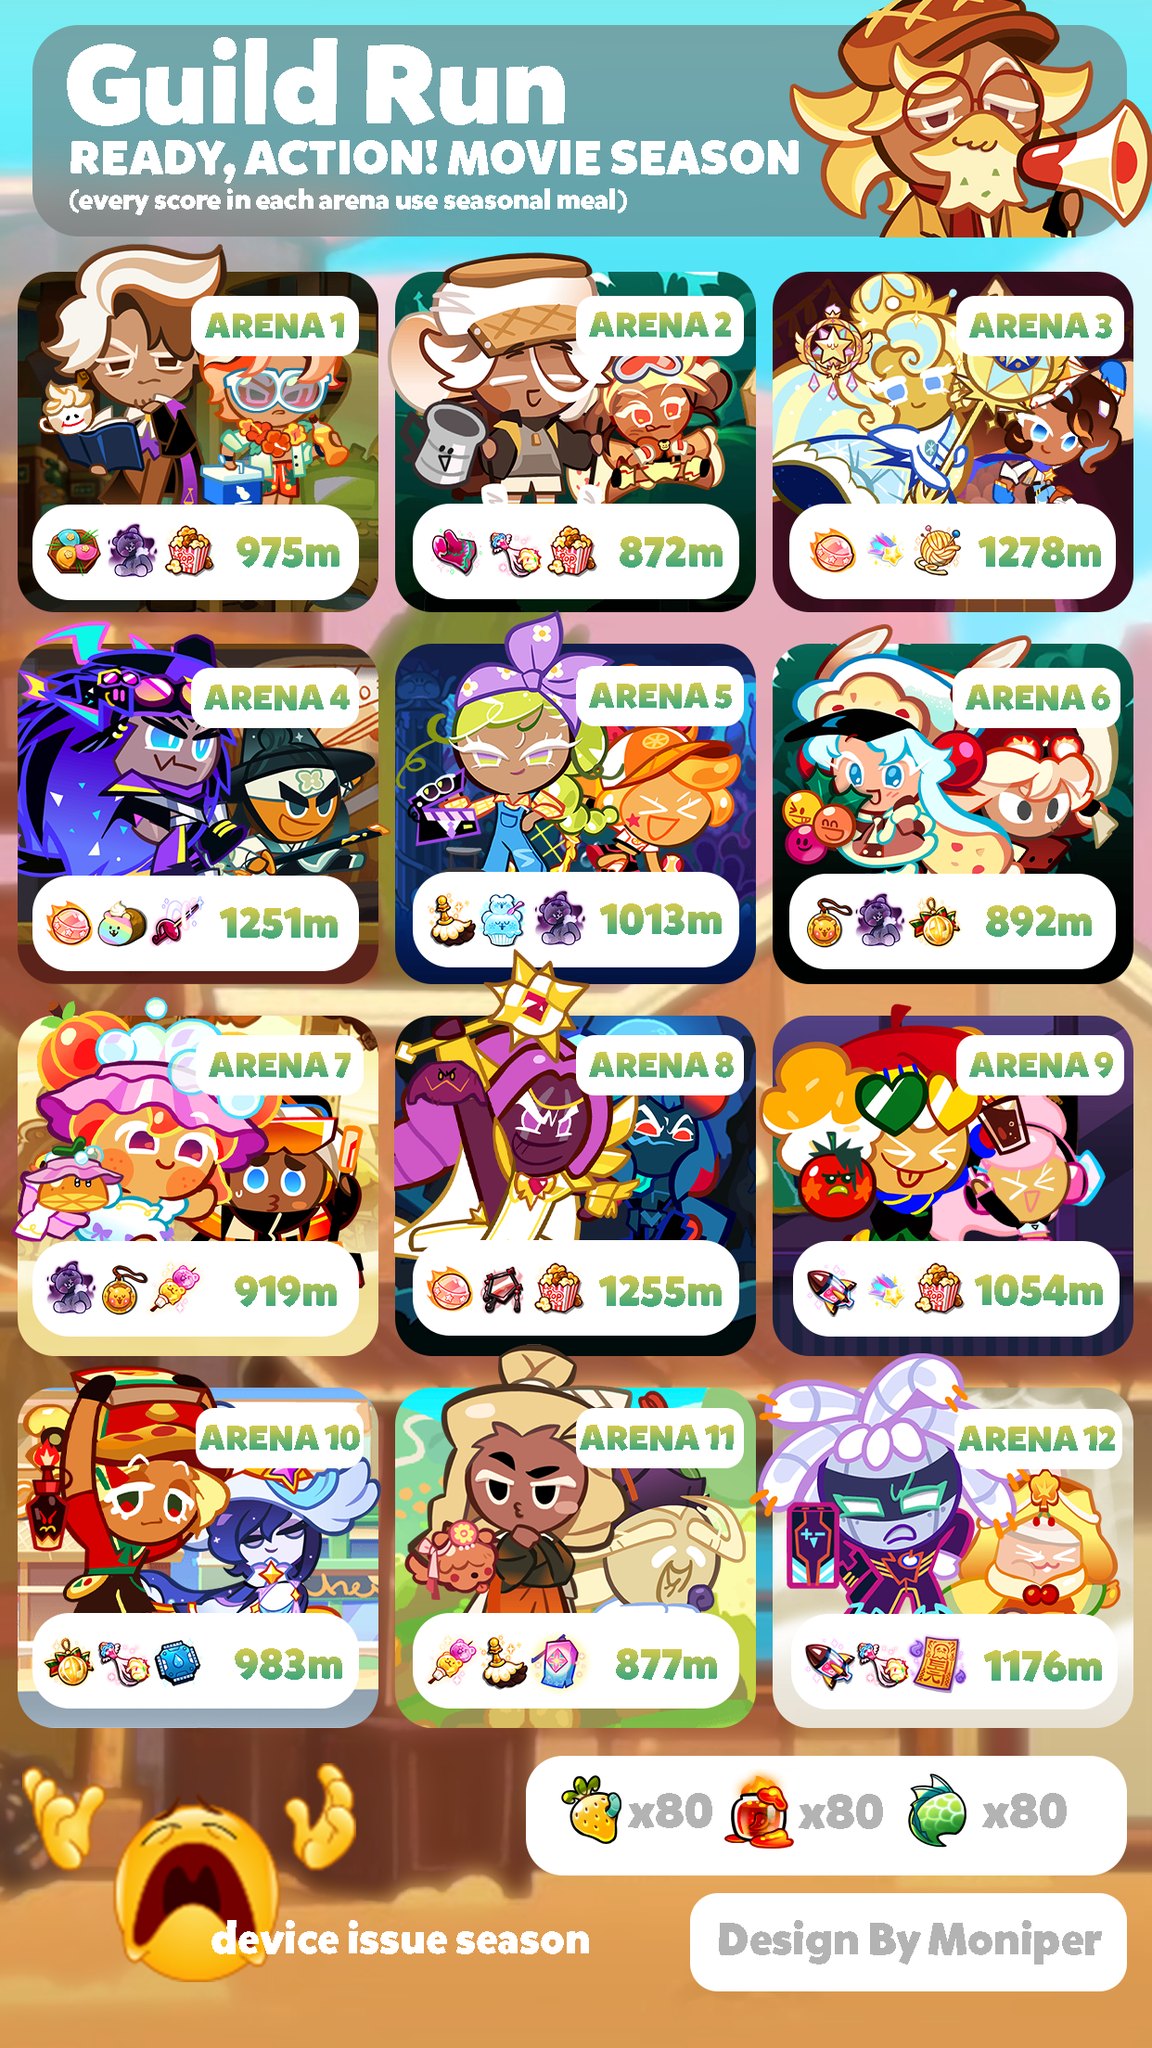 Guild Run
READY, ACTION! MOVIE SEASON
(every score in each arena use seasonal meal)
ARENA 1
975m
ARENA 2
872m
ARENA 3
1278m
ARENA 4
1251m
ARENA 5
1013m
ARENA 6
892m
ARENA 7
919m
ARENA 8
1255m
ARENA 9
1054m
ARENA 10
983m
ARENA 11
877m
ARENA 12
1176m
x80 x80 x80
device issue season
Design By Moniper